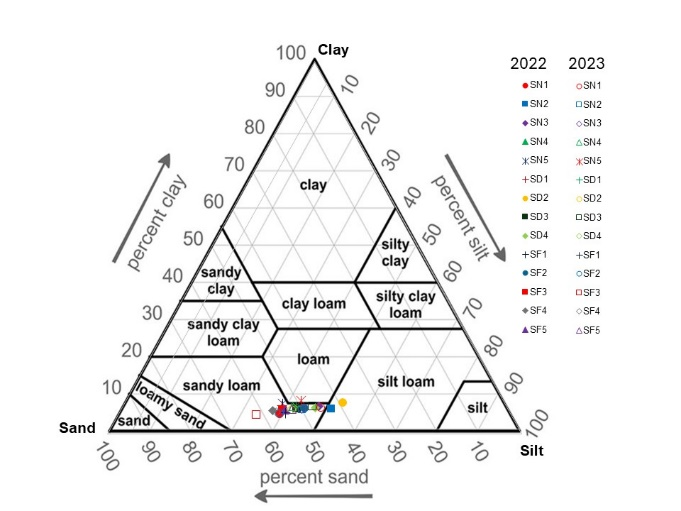 100 Clay
90
80
70
60
50
40
30
20
10
10
20
30
40
50
60
70
80
90
100
100
90
80
70
60
50
40
30
20
10
percent clay
percent silt
percent sand
Sand
Silt
clay
silty
clay
sandy
clay
clay loam
silty clay
loam
sandy clay
loam
loam
sandy loam
silt loam
loamy sand
sand
silt
2022 2023
SN1 SN1
SN2 SN2
SN3 SN3
SN4 SN4
SN5 SN5
SD1 SD1
SD2 SD2
SD3 SD3
SD4 SD4
SF1 SF1
SF2 SF2
SF3 SF3
SF4 SF4
SF5 SF5